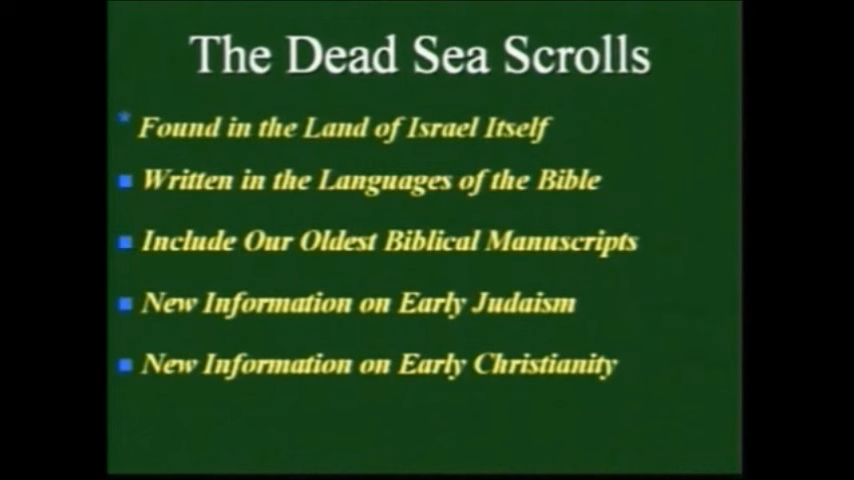 The Dead Sea Scrolls
* Found in the Land of Israel Itself
Written in the Languages of the Bible
Include Our Oldest Biblical Manuscripts
New Information on Early Judaism
New Information on Early Christianity